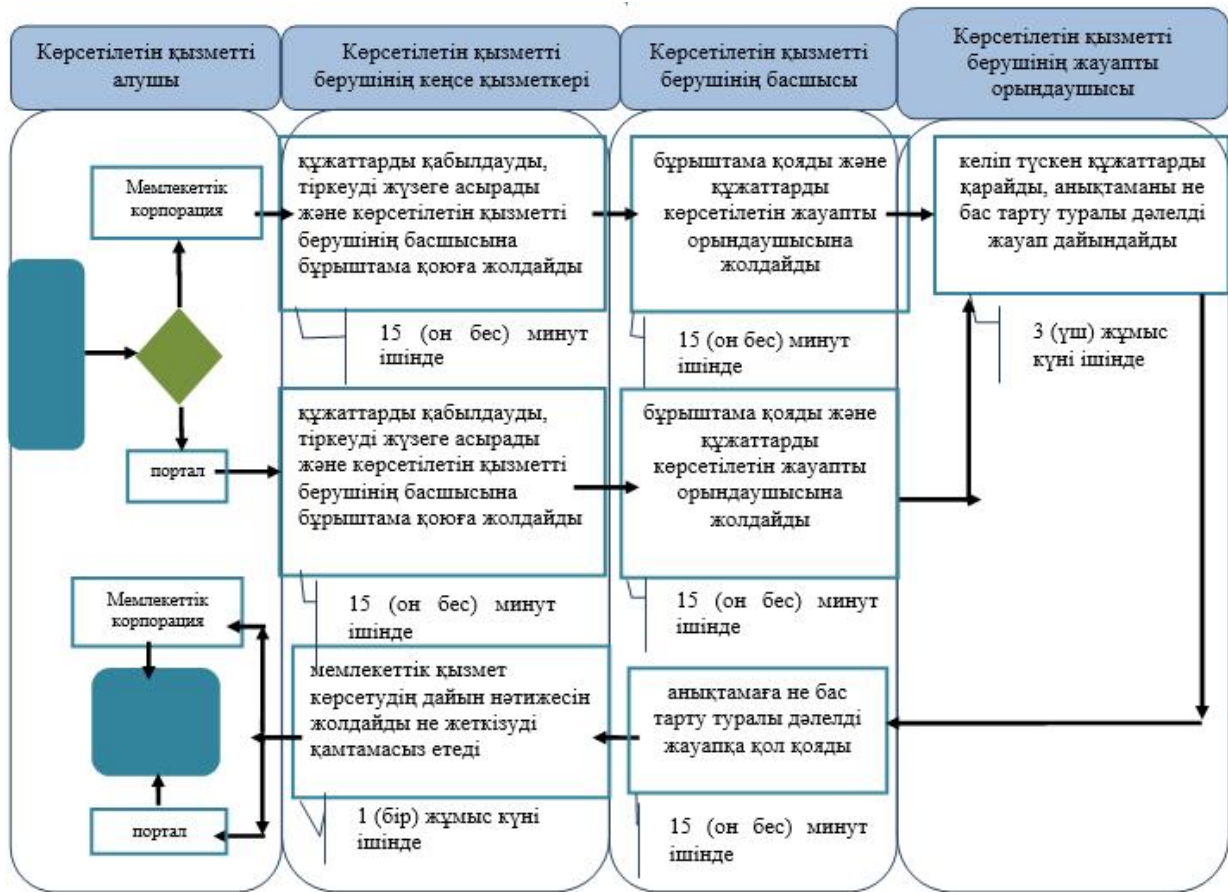 Көрсетілетін қызметті
алушы
Көрсетілетін қызметті
берушінің кеңсе қызметкері
Көрсетілетін қызметті
берушінің басшысы
Көрсетілетін қызметті
берушінің жауапты
орындаушысы
Мемлекеттік
корпорация
құжаттарды қабылдауды,
тіркеуді жүзеге асырады
және көрсетілетін қызметті
берушінің басшысына
бұрыштама қоюға жолдайды
бұрыштама қояды және
құжаттарды
көрсетілетін жауапты
орындаушысына
жолдайды
келіп түскен құжаттарды
қарайды, анықтаманы не
бас тарту туралы дәлелді
жауап дайындайды
15 (он бес) минут
ішінде
15 (он бес) минут
ішінде
3 (үш) жұмыс
күні ішінде
портал
құжаттарды қабылдауды,
тіркеуді жүзеге асырады
және көрсетілетін қызметті
берушінің басшысына
бұрыштама қоюға жолдайды
бұрыштама қояды және
құжаттарды
көрсетілетін жауапты
орындаушысына
жолдайды
15 (он бес) минут
ішінде
15 (он бес) минут
ішінде
Мемлекеттік
корпорация
мемлекеттік қызмет
көрсетудің дайын нәтижесін
жолдайды не жеткізуді
қамтамасыз етеді
анықтамаға не бас
тарту туралы дәлелді
жауапқа қол қояды
портал
1 (бір) жұмыс күні
ішінде
15 (он бес) минут
ішінде